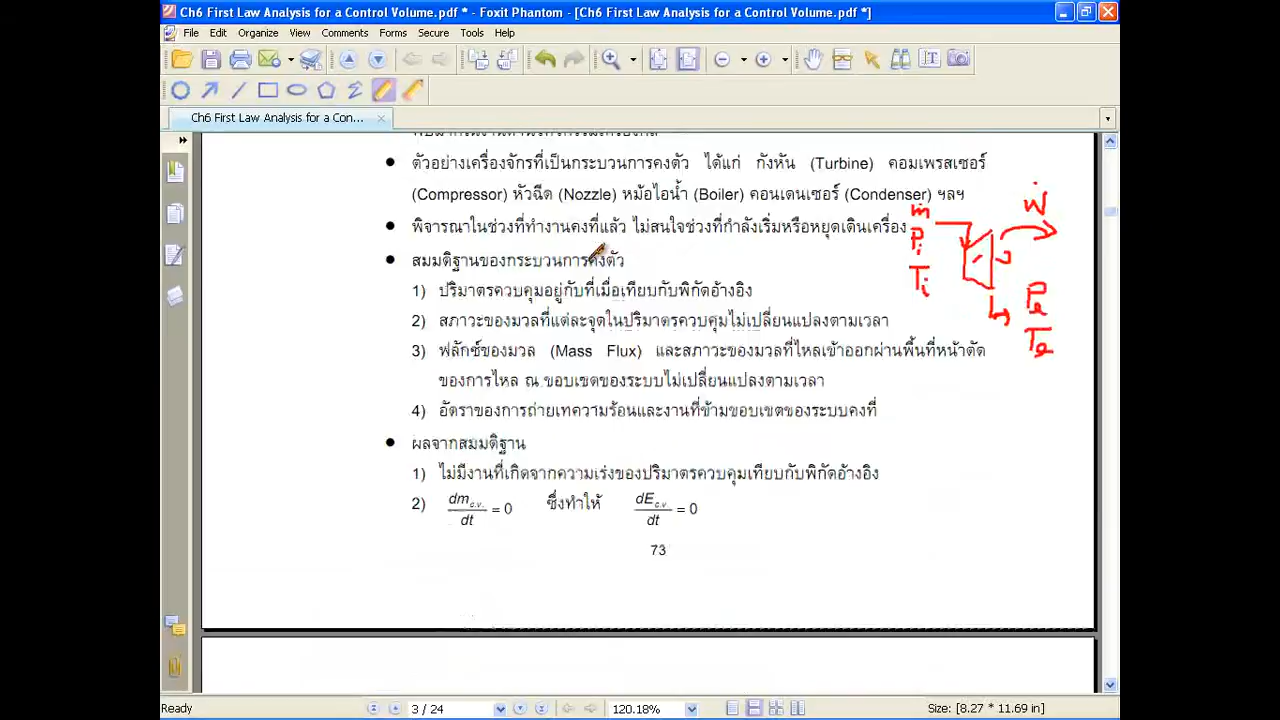 Ch6 First Law Analysis for a Control Volume.pdf * - Foxit Phantom - [Ch6 First Law Analysis for a Control Volume.pdf *]
File Edit Organize View Comments Forms Secure Tools Help
Ch6 First Law Analysis for a Con...
• ตัวอย่างเครื่องจักรที่เป็นกระบวนการคงตัว ได้แก่ กังหัน (Turbine) คอมเพรสเซอร์
(Compressor) หัวฉีด (Nozzle) หม้อไอน้ำ (Boiler) คอนเดนเซอร์ (Condenser) ฯลฯ
• พิจารณาในช่วงที่ทำงานคงที่แล้ว ไม่สนใจช่วงที่กำลังเริ่มหรือหยุดเดินเครื่อง
• สมมติฐานของกระบวนการคงตัว
1) ปริมาตรควบคุมอยู่กับที่เมื่อเทียบกับพิกัดอ้างอิง
2) สภาวะของมวลที่แต่ละจุดในปริมาตรควบคุมไม่เปลี่ยนแปลงตามเวลา
3) ฟลักซ์ของมวล (Mass Flux) และสภาวะของมวลที่ไหลเข้าออกผ่านพื้นที่หน้าตัด
ของการไหล ณ ขอบเขตของระบบไม่เปลี่ยนแปลงตามเวลา
4) อัตราของการถ่ายเทความร้อนและงานที่ข้ามขอบเขตของระบบคงที่
• ผลจากสมมติฐาน
1) ไม่มีงานที่เกิดจากความเร่งของปริมาตรควบคุมเทียบกับพิกัดอ้างอิง
2) dm_c.v./dt = 0 ซึ่งทำให้ dE_c.v./dt = 0
73
ṁ
P_i
T_i
Ẇ
P_e
T_e
Ready 3 / 24 120.18% Size: [8.27 * 11.69 in]